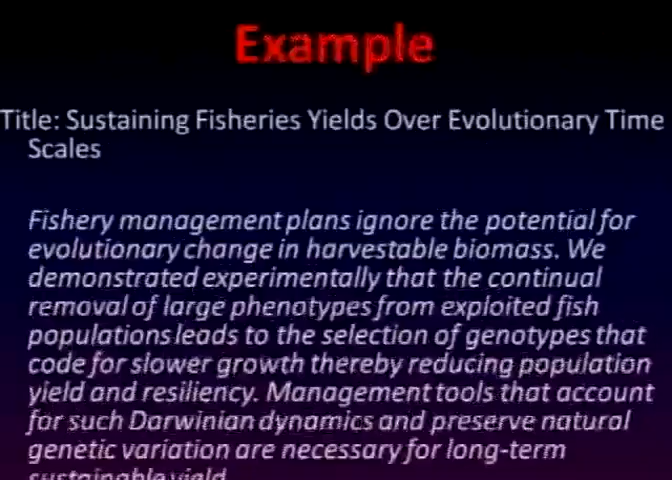 Example
Title: Sustaining Fisheries Yields Over Evolutionary Time
Scales
Fishery management plans ignore the potential for
evolutionary change in harvestable biomass. We
demonstrated experimentally that the continual
removal of large phenotypes from exploited fish
populations leads to the selection of genotypes that
code for slower growth thereby reducing population
yield and resiliency. Management tools that account
for such Darwinian dynamics and preserve natural
genetic variation are necessary for long-term
sustainable yield